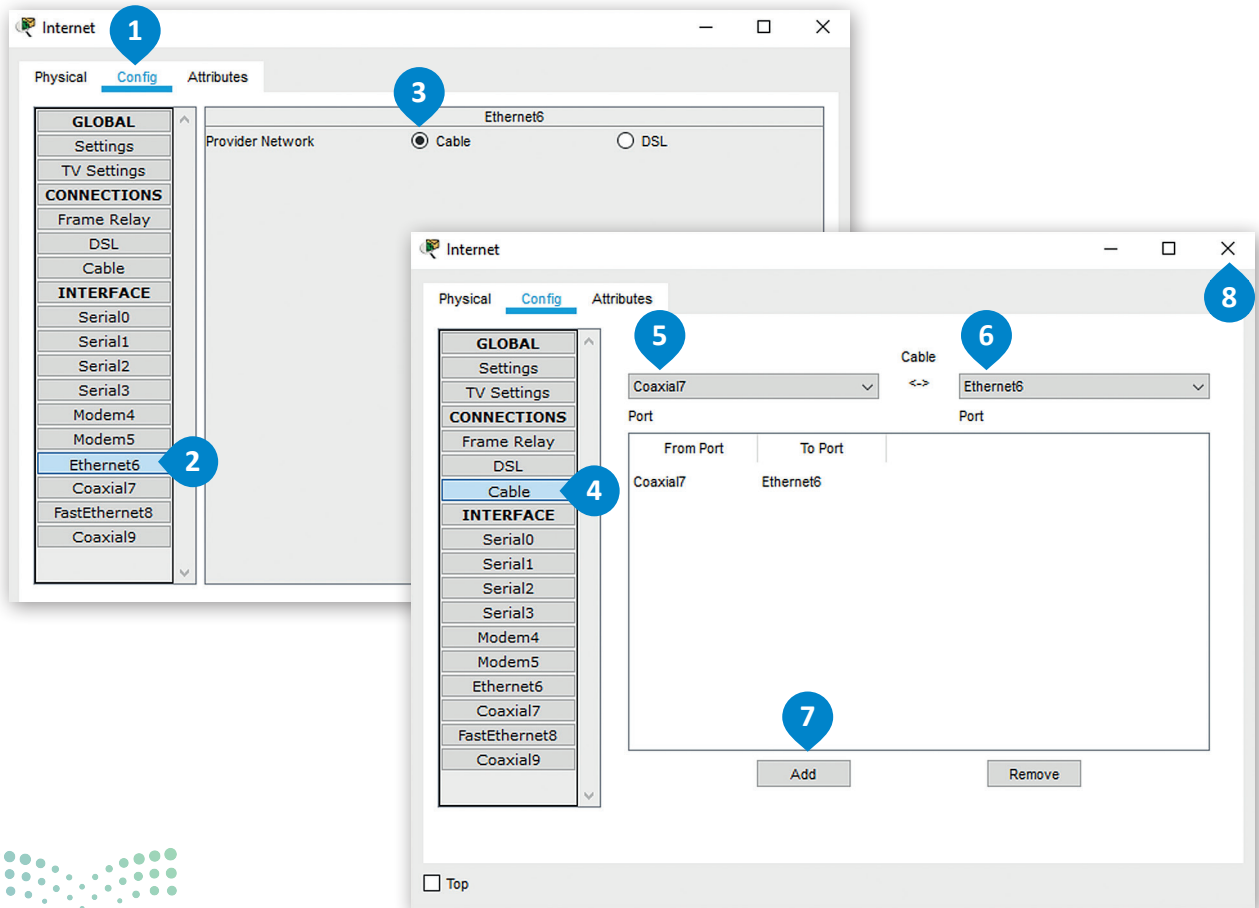 Internet
1
Physical Config Attributes
3
GLOBAL
Settings
TV Settings
CONNECTIONS
Frame Relay
DSL
Cable
INTERFACE
Serial0
Serial1
Serial2
Serial3
Modem4
Modem5
Ethernet6
2
Coaxial7
FastEthernet8
Coaxial9
Ethernet6
Provider Network Cable DSL
Internet
8
Physical Config Attributes
GLOBAL
Settings
TV Settings
CONNECTIONS
Frame Relay
DSL
Cable
4
INTERFACE
Serial0
Serial1
Serial2
Serial3
Modem4
Modem5
Ethernet6
Coaxial7
FastEthernet8
Coaxial9
5
6
Cable
Coaxial7 <-> Ethernet6
Port Port
From Port To Port
Coaxial7 Ethernet6
7
Add Remove
Top